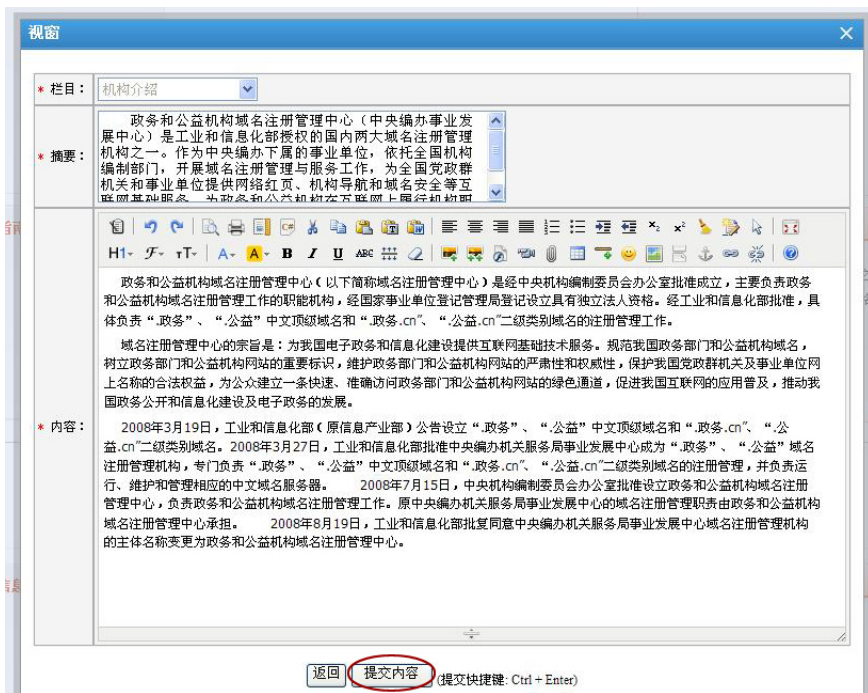 视窗
* 栏目：
机构介绍
* 摘要：
政务和公益机构域名注册管理中心（中央编办事业发
展中心）是工业和信息化部授权的国内两大域名注册管理
机构之一。作为中央编办下属的事业单位，依托全国机构
编制部门，开展域名注册管理与服务工作，为全国党政群
机关和事业单位提供网络红页、机构导航和域名安全等互
联网基础服务，为政务和公益机构在互联网上履行机构职
H1 F тT A A B I U ABC
* 内容：
政务和公益机构域名注册管理中心（以下简称域名注册管理中心）是经中央机构编制委员会办公室批准成立，主要负责政务
和公益机构域名注册管理工作的职能机构，经国家事业单位登记管理局登记设立具有独立法人资格。经工业和信息化部批准，具
体负责“.政务”、“.公益”中文顶级域名和“.政务.cn”、“.公益.cn”二级类别域名的注册管理工作。
域名注册管理中心的宗旨是：为我国电子政务和信息化建设提供互联网基础技术服务。规范我国政务部门和公益机构域名，
树立政务部门和公益机构网站的重要标识，维护政务部门和公益机构网站的严肃性和权威性，保护我国党政群机关及事业单位网
上名称的合法权益，为公众建立一条快速、准确访问政务部门和公益机构网站的绿色通道，促进我国互联网的应用普及，推动我
国政务公开和信息化建设及电子政务的发展。
2008年3月19日，工业和信息化部（原信息产业部）公告设立“.政务”、“.公益”中文顶级域名和“.政务.cn”、“.公
益.cn”二级类别域名。2008年3月27日，工业和信息化部批准中央编办机关服务局事业发展中心成为“.政务”、“.公益”域名
注册管理机构，专门负责“.政务”、“.公益”中文顶级域名和“.政务.cn”、“.公益.cn”二级类别域名的注册管理，并负责运
行、维护和管理相应的中文域名服务器。 2008年7月15日，中央机构编制委员会办公室批准设立政务和公益机构域名注册
管理中心，负责政务和公益机构域名注册管理工作。原中央编办机关服务局事业发展中心的域名注册管理职责由政务和公益机构
域名注册管理中心承担。 2008年8月19日，工业和信息化部批复同意中央编办机关服务局事业发展中心域名注册管理机构
的主体名称变更为政务和公益机构域名注册管理中心。
返回 提交内容 (提交快捷键: Ctrl + Enter)